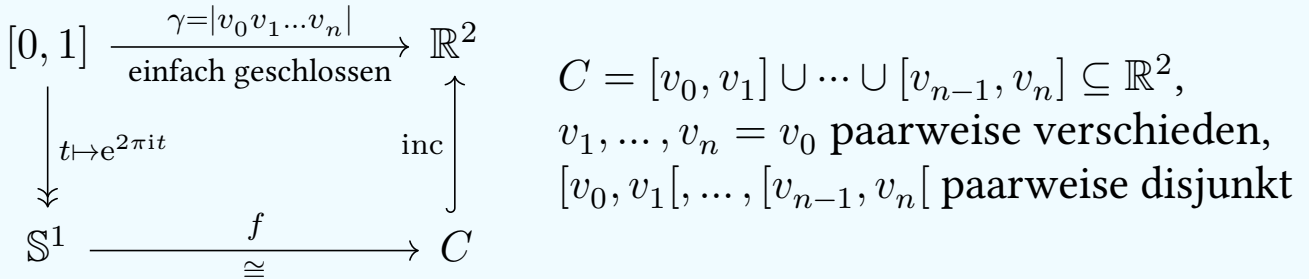 [0, 1] γ=|v₀v₁...vₙ| ℝ²
einfach geschlossen
C = [v₀, v₁] ∪ ⋯ ∪ [vₙ₋₁, vₙ] ⊆ ℝ²,
t↦e²πⁱᵗ inc
v₁, … , vₙ = v₀ paarweise verschieden,
[v₀, v₁[, … , [vₙ₋₁, vₙ[ paarweise disjunkt
𝕊¹ f C
≅